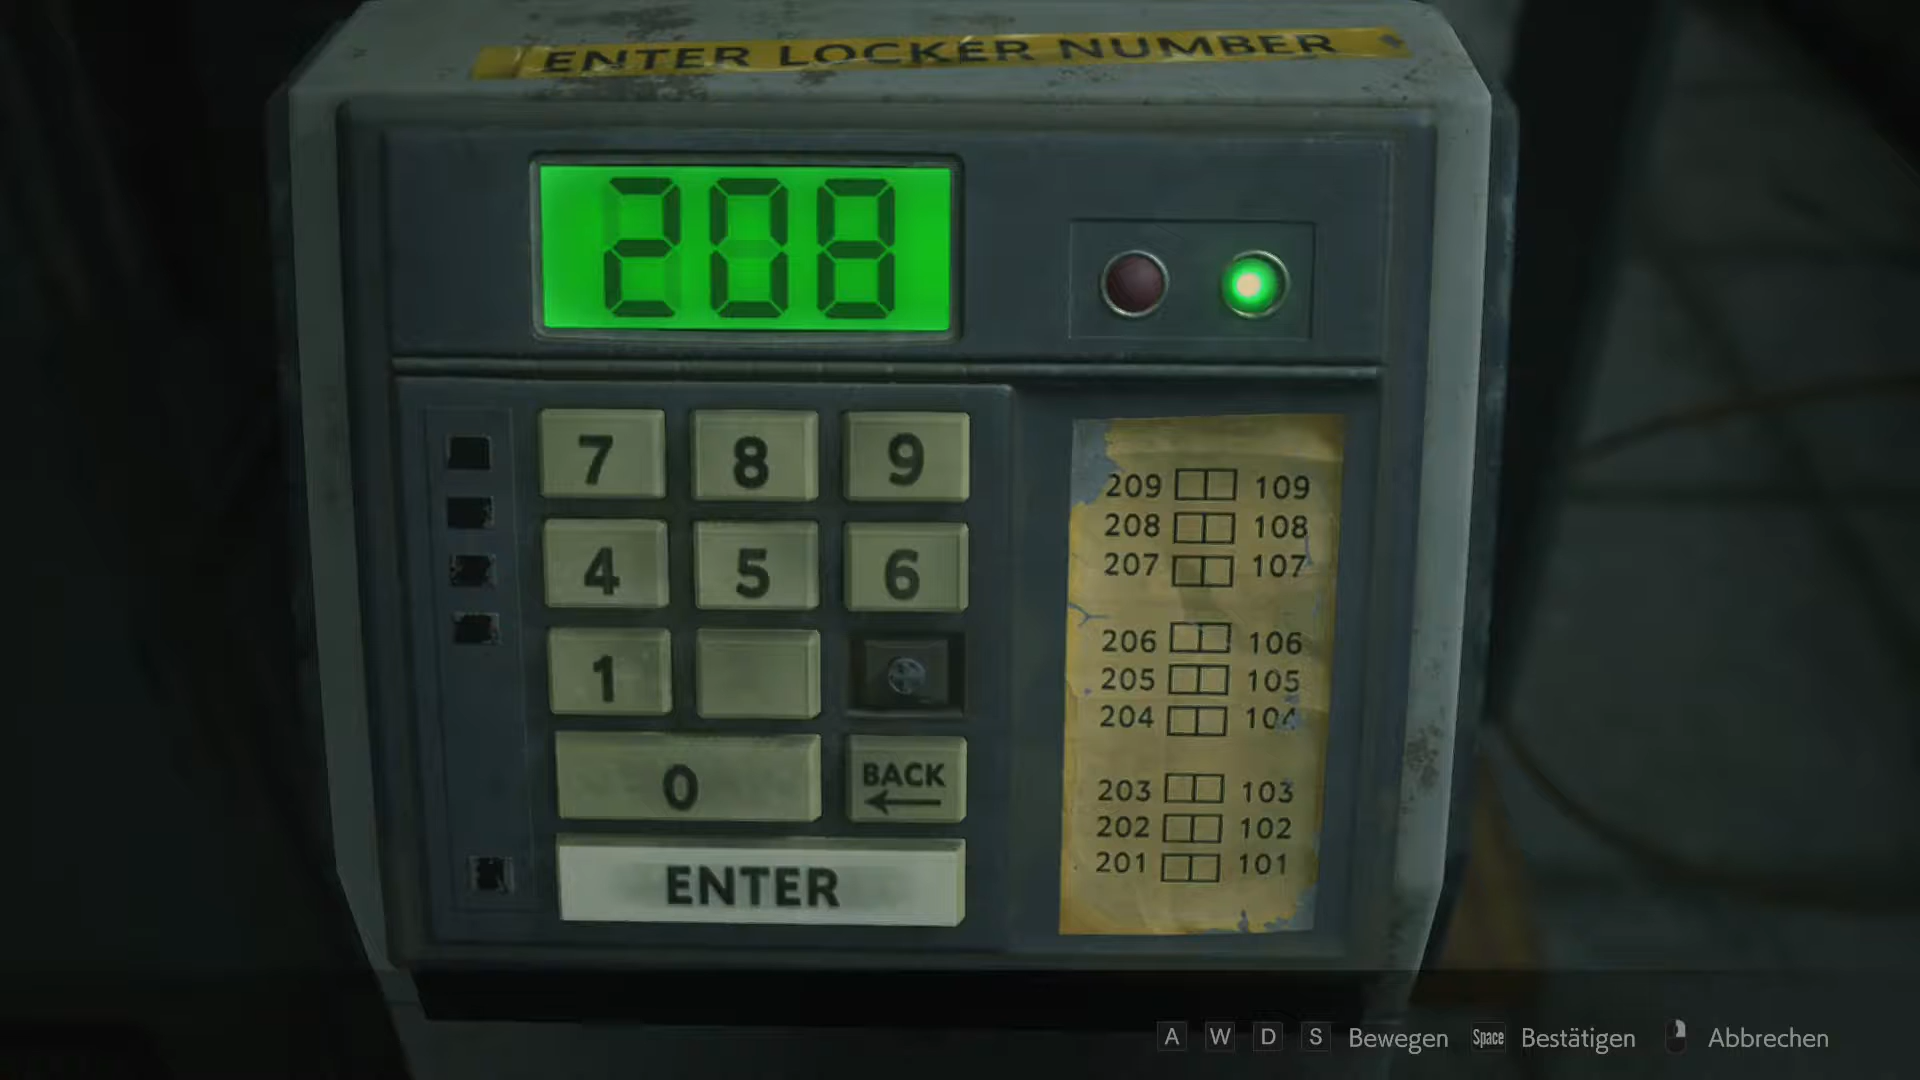 ENTER LOCKER NUMBER
208
7 8 9
4 5 6
1
0 BACK
ENTER
209 109
208 108
207 107
206 106
205 105
204 104
203 103
202 102
201 101
A W D S Bewegen Space Bestätigen Abbrechen